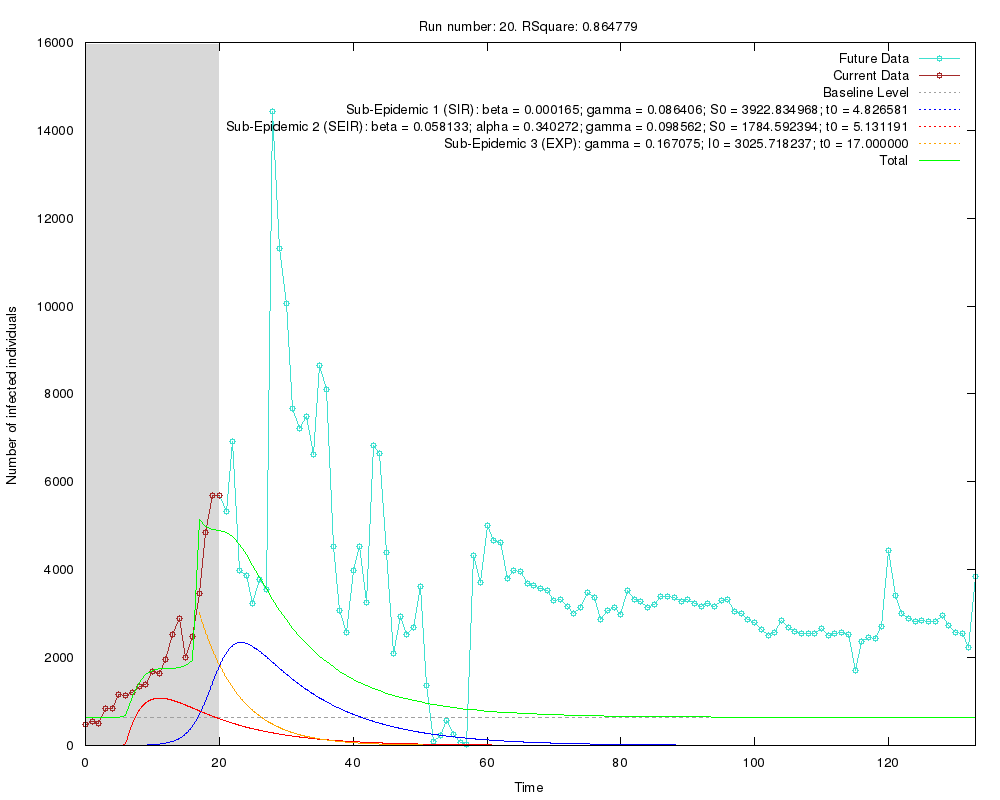 Run number: 20. RSquare: 0.864779
16000
14000
12000
10000
8000
6000
4000
2000
0
Number of infected individuals
Future Data
Current Data
Baseline Level
Sub-Epidemic 1 (SIR): beta = 0.000165; gamma = 0.086406; S0 = 3922.834968; t0 = 4.826581
Sub-Epidemic 2 (SEIR): beta = 0.058133; alpha = 0.340272; gamma = 0.098562; S0 = 1784.592394; t0 = 5.131191
Sub-Epidemic 3 (EXP): gamma = 0.167075; I0 = 3025.718237; t0 = 17.000000
Total
0 20 40 60 80 100 120
Time